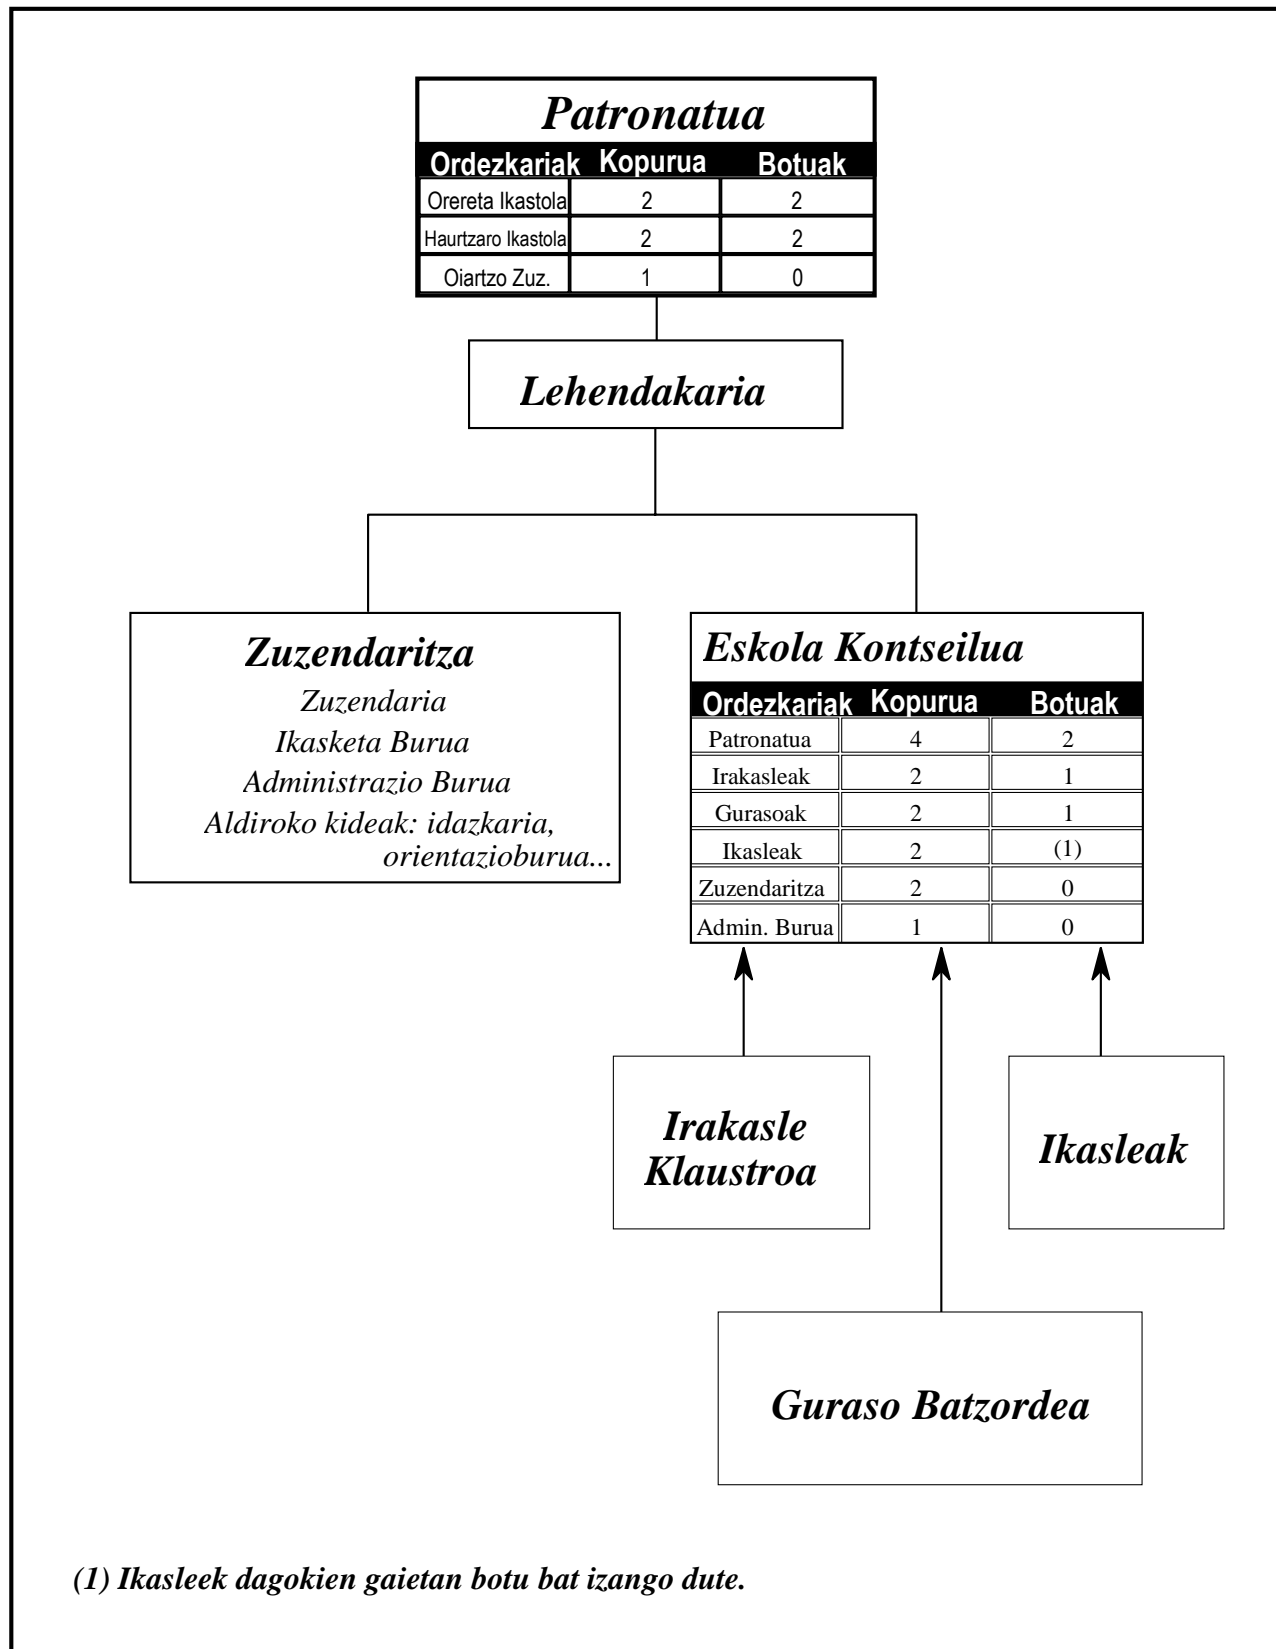 Patronatua
Ordezkariak Kopurua Botuak
Orereta Ikastola 2 2
Haurtzaro Ikastola 2 2
Oiartzo Zuz. 1 0
Lehendakaria
Zuzendaritza
Zuzendaria
Ikasketa Burua
Administrazio Burua
Aldiroko kideak: idazkaria,
orientazioburua...
Eskola Kontseilua
Ordezkariak Kopurua Botuak
Patronatua 4 2
Irakasleak 2 1
Gurasoak 2 1
Ikasleak 2 (1)
Zuzendaritza 2 0
Admin. Burua 1 0
Irakasle
Klaustroa
Ikasleak
Guraso Batzordea
(1) Ikasleek dagokien gaietan botu bat izango dute.